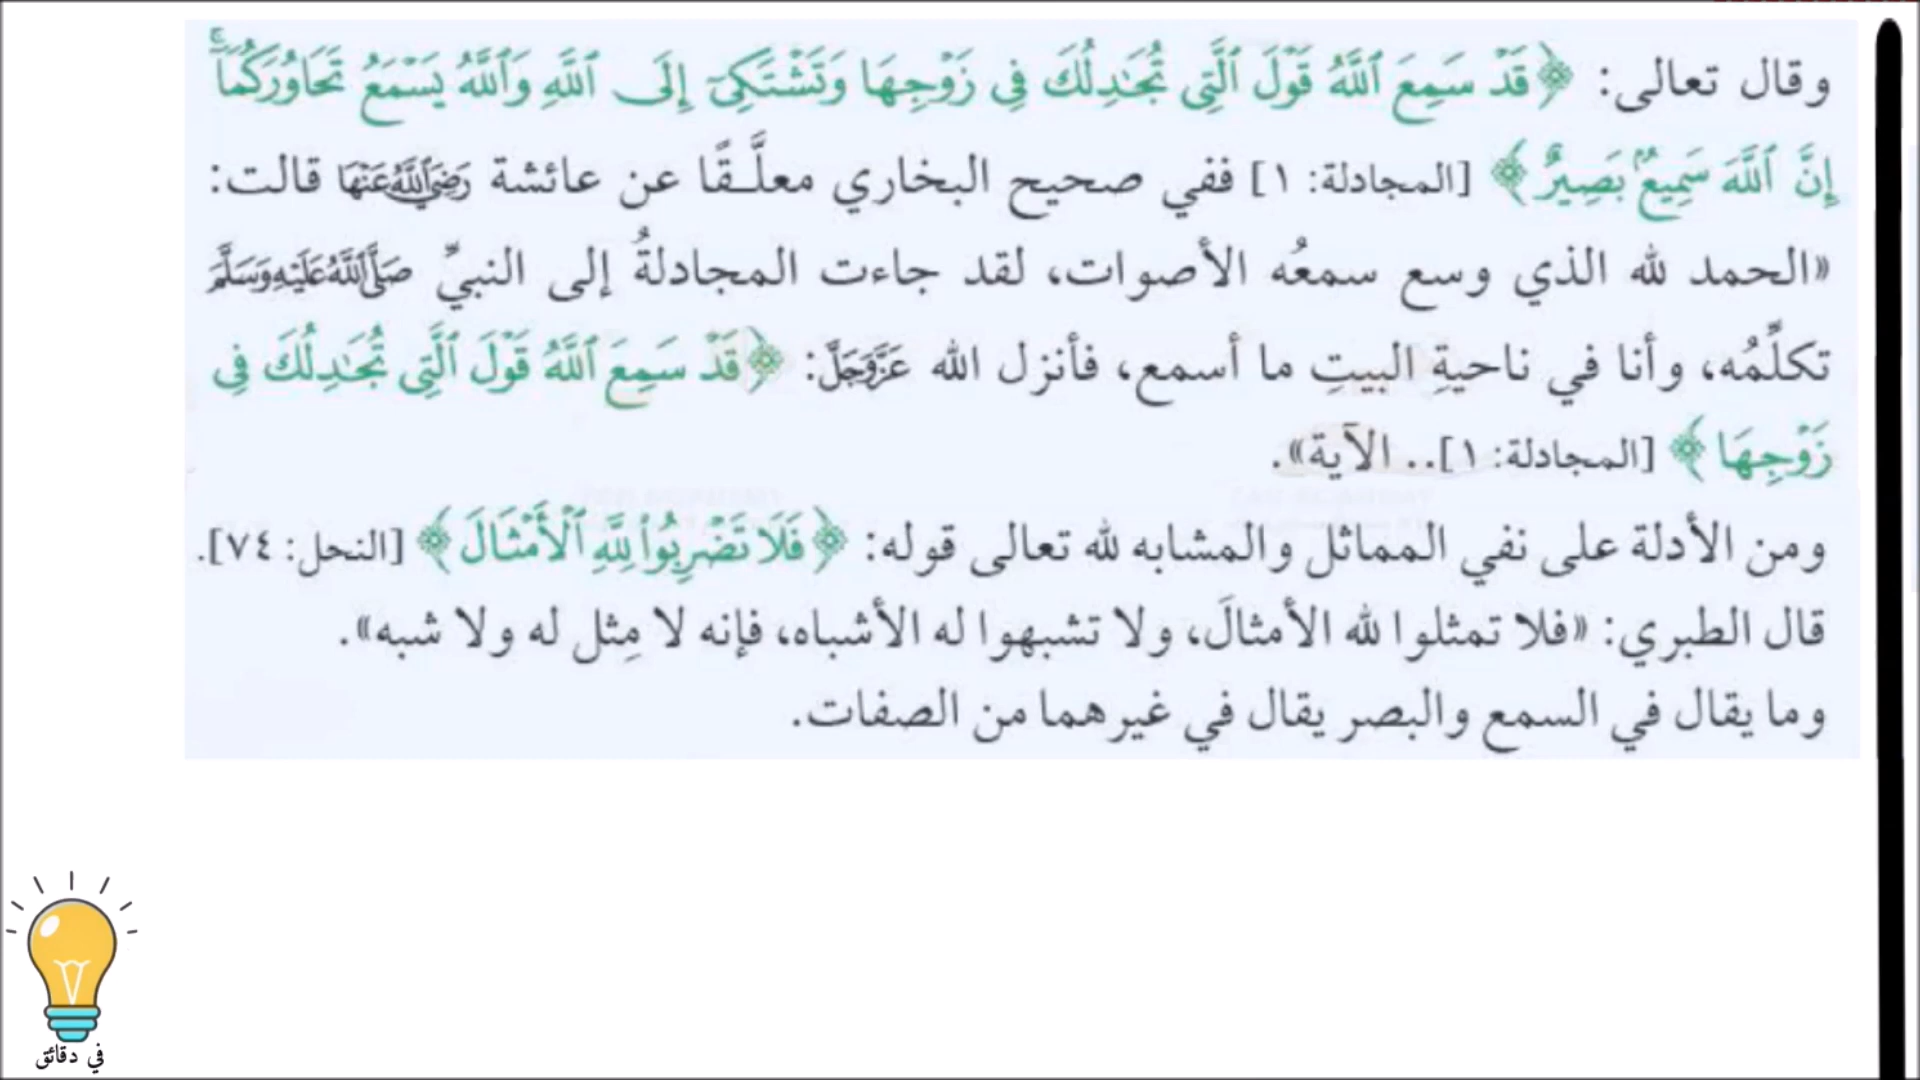 وقال تعالى: ﴿قَدْ سَمِعَ ٱللَّهُ قَوْلَ ٱلَّتِى تُجَٰدِلُكَ فِى زَوْجِهَا وَتَشْتَكِىٓ إِلَى ٱللَّهِ وَٱللَّهُ يَسْمَعُ تَحَاوُرَكُمَآ ۚ
إِنَّ ٱللَّهَ سَمِيعٌۢ بَصِيرٌ﴾ [المجادلة: ١] ففي صحيح البخاري معلَّقًا عن عائشة رَضِيَ اللَّهُ عَنْهَا قالت:
«الحمد لله الذي وسع سمعُه الأصوات، لقد جاءت المجادلةُ إلى النبيِّ صَلَّى اللَّهُ عَلَيْهِ وَسَلَّمَ
تكلِّمُه، وأنا في ناحيةِ البيتِ ما أسمع، فأنزل الله عَزَّ وَجَلَّ: ﴿قَدْ سَمِعَ ٱللَّهُ قَوْلَ ٱلَّتِى تُجَٰدِلُكَ فِى
زَوْجِهَا﴾ [المجادلة: ١].. الآية».
ومن الأدلة على نفي المماثل والمشابه لله تعالى قوله: ﴿فَلَا تَضْرِبُوا۟ لِلَّهِ ٱلْأَمْثَالَ﴾ [النحل: ٧٤].
قال الطبري: «فلا تمثلوا لله الأمثالَ، ولا تشبهوا له الأشباه، فإنه لا مِثل له ولا شبه».
وما يقال في السمع والبصر يقال في غيرهما من الصفات.
في دقائق